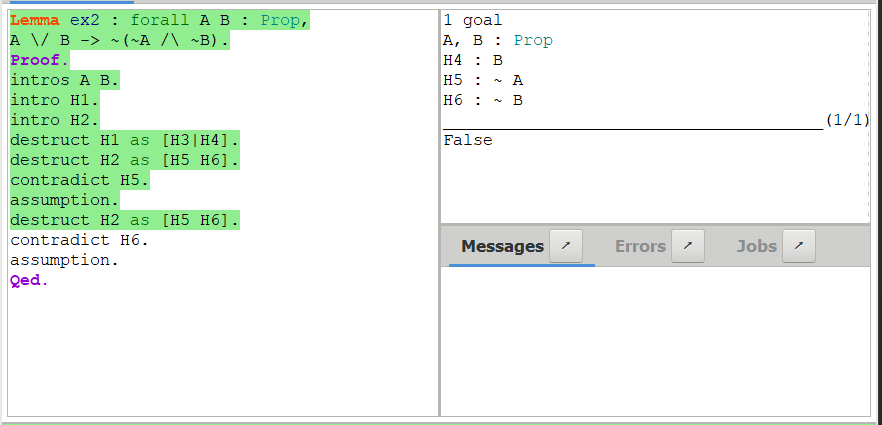 Lemma ex2 : forall A B : Prop,
A \/ B -> ~(~A /\ ~B).
Proof.
intros A B.
intro H1.
intro H2.
destruct H1 as [H3|H4].
destruct H2 as [H5 H6].
contradict H5.
assumption.
destruct H2 as [H5 H6].
contradict H6.
assumption.
Qed.
1 goal
A, B : Prop
H4 : B
H5 : ~ A
H6 : ~ B
(1/1)
False
Messages Errors Jobs